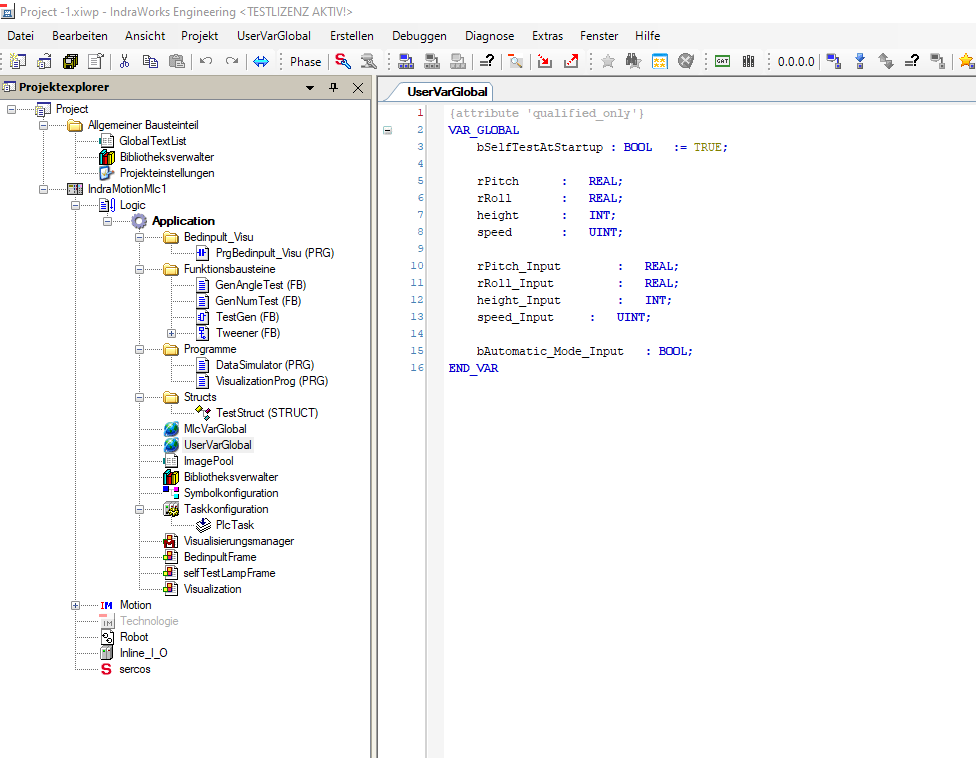 Project -1.xiwp - IndraWorks Engineering <TESTLIZENZ AKTIV!>
Datei Bearbeiten Ansicht Projekt UserVarGlobal Erstellen Debuggen Diagnose Extras Fenster Hilfe
Phase 0.0.0.0
Projektexplorer
Project
Allgemeiner Bausteinteil
GlobalTextList
Bibliotheksverwalter
Projekteinstellungen
IndraMotionMlc1
Logic
Application
Bedinpult_Visu
PrgBedinpult_Visu (PRG)
Funktionsbausteine
GenAngleTest (FB)
GenNumTest (FB)
TestGen (FB)
Tweener (FB)
Programme
DataSimulator (PRG)
VisualizationProg (PRG)
Structs
TestStruct (STRUCT)
MlcVarGlobal
UserVarGlobal
ImagePool
Bibliotheksverwalter
Symbolkonfiguration
Taskkonfiguration
PlcTask
Visualisierungsmanager
BedinpultFrame
selfTestLampFrame
Visualization
IM Motion
IM Technologie
Robot
Inline_I_O
S sercos
UserVarGlobal
1 {attribute 'qualified_only'}
2 VAR_GLOBAL
3 bSelfTestAtStartup : BOOL := TRUE;
4
5 rPitch : REAL;
6 rRoll : REAL;
7 height : INT;
8 speed : UINT;
9
10 rPitch_Input : REAL;
11 rRoll_Input : REAL;
12 height_Input : INT;
13 speed_Input : UINT;
14
15 bAutomatic_Mode_Input : BOOL;
16 END_VAR